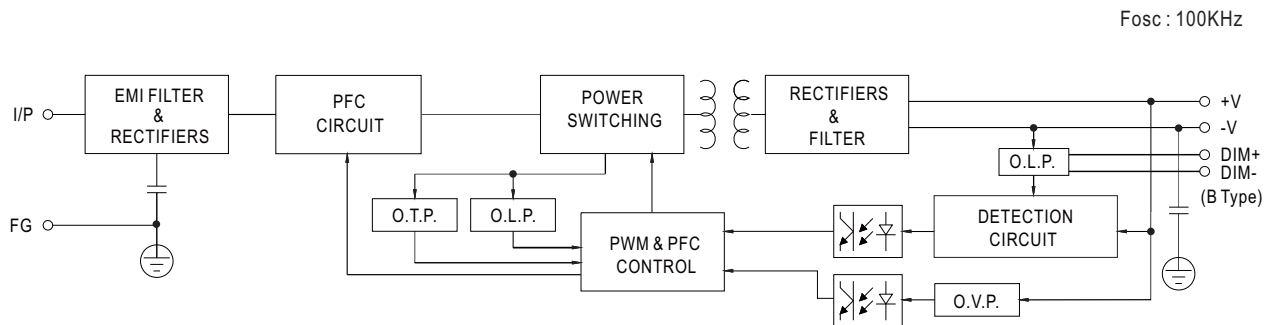 Fosc : 100KHz
I/P
EMI FILTER
&
RECTIFIERS
PFC
CIRCUIT
POWER
SWITCHING
RECTIFIERS
&
FILTER
+V
-V
DIM+
DIM-
(B Type)
O.L.P.
FG
O.T.P.
O.L.P.
PWM & PFC
CONTROL
DETECTION
CIRCUIT
O.V.P.